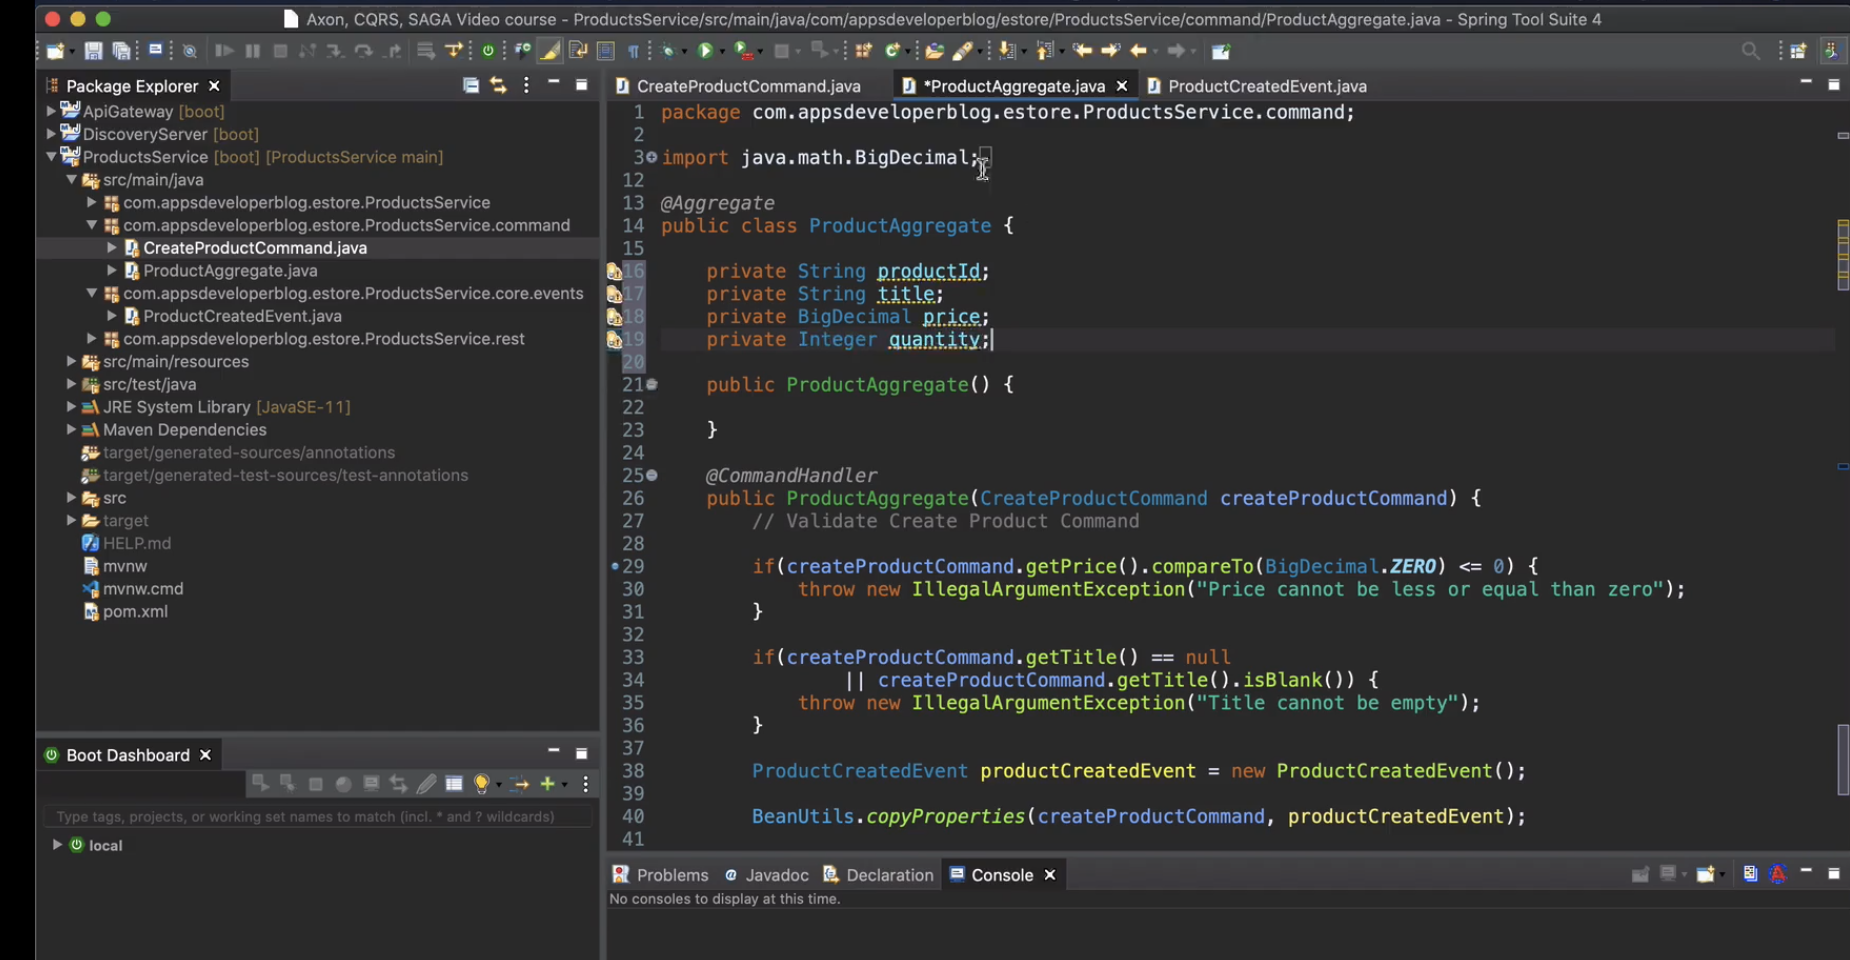 Axon, CQRS, SAGA Video course - ProductsService/src/main/java/com/appsdeveloperblog/estore/ProductsService/command/ProductAggregate.java - Spring Tool Suite 4
Package Explorer
ApiGateway [boot]
DiscoveryServer [boot]
ProductsService [boot] [ProductsService main]
src/main/java
com.appsdeveloperblog.estore.ProductsService
com.appsdeveloperblog.estore.ProductsService.command
CreateProductCommand.java
ProductAggregate.java
com.appsdeveloperblog.estore.ProductsService.core.events
ProductCreatedEvent.java
com.appsdeveloperblog.estore.ProductsService.rest
src/main/resources
src/test/java
JRE System Library [JavaSE-11]
Maven Dependencies
target/generated-sources/annotations
target/generated-test-sources/test-annotations
src
target
HELP.md
mvnw
mvnw.cmd
pom.xml
Boot Dashboard
Type tags, projects, or working set names to match (incl. * and ? wildcards)
local
CreateProductCommand.java *ProductAggregate.java ProductCreatedEvent.java
1 package com.appsdeveloperblog.estore.ProductsService.command;
2
3 import java.math.BigDecimal;
12
13 @Aggregate
14 public class ProductAggregate {
15
16 private String productId;
17 private String title;
18 private BigDecimal price;
19 private Integer quantity;
20
21 public ProductAggregate() {
22
23 }
24
25 @CommandHandler
26 public ProductAggregate(CreateProductCommand createProductCommand) {
27 // Validate Create Product Command
28
29 if(createProductCommand.getPrice().compareTo(BigDecimal.ZERO) <= 0) {
30 throw new IllegalArgumentException("Price cannot be less or equal than zero");
31 }
32
33 if(createProductCommand.getTitle() == null
34 || createProductCommand.getTitle().isBlank()) {
35 throw new IllegalArgumentException("Title cannot be empty");
36 }
37
38 ProductCreatedEvent productCreatedEvent = new ProductCreatedEvent();
39
40 BeanUtils.copyProperties(createProductCommand, productCreatedEvent);
41
Problems @ Javadoc Declaration Console
No consoles to display at this time.